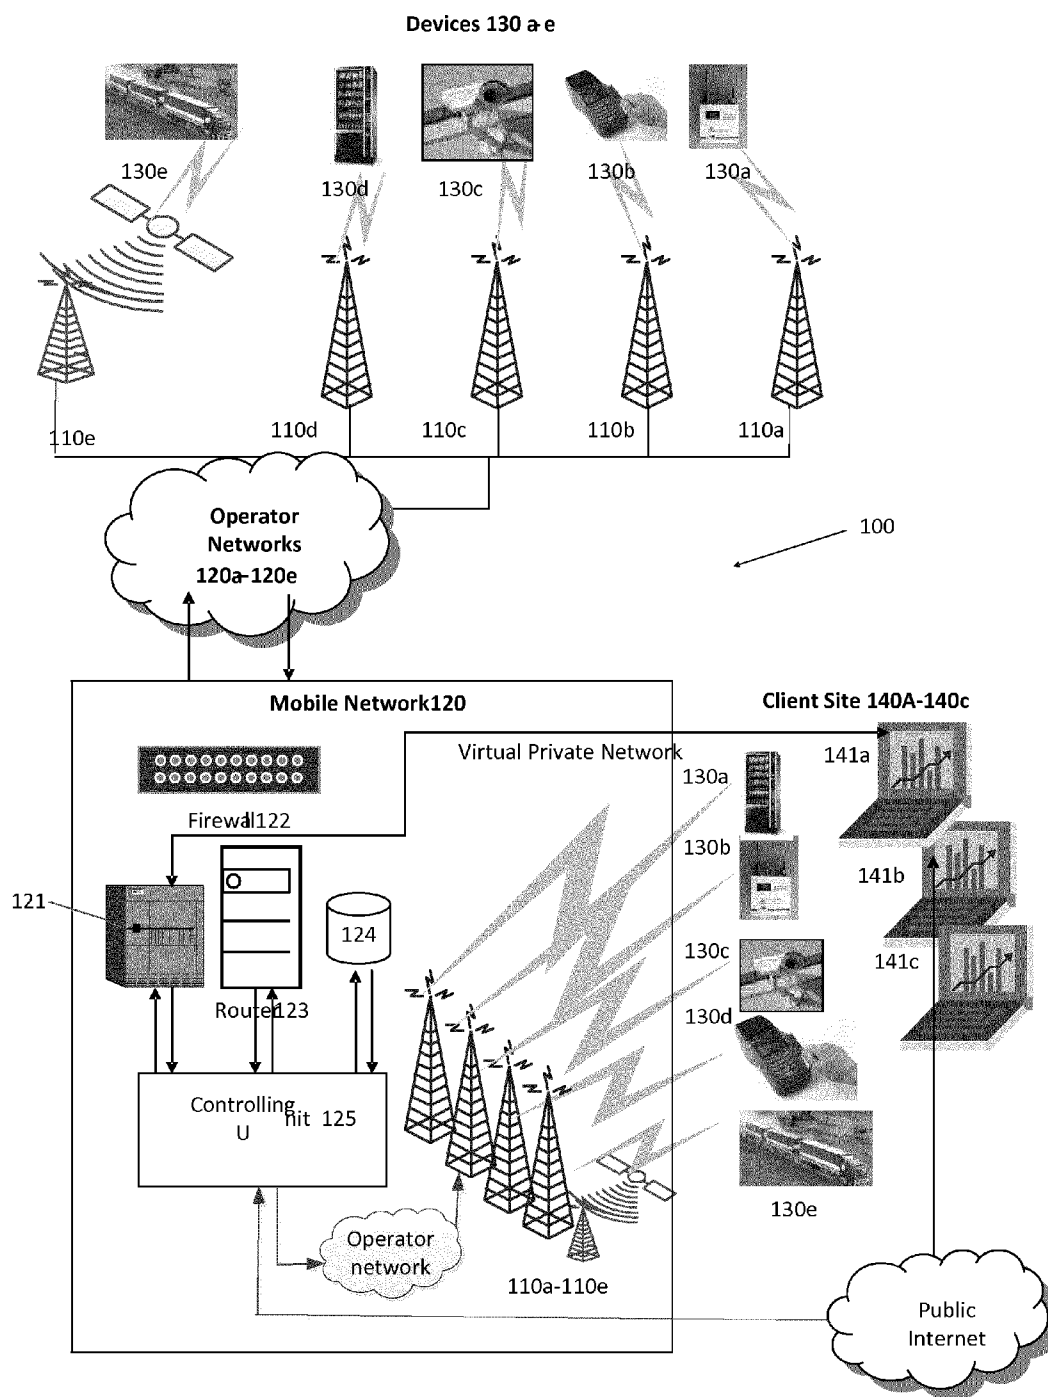 Devices 130 a-e
130e
130d
130c
130b
130a
110e
110d
110c
110b
110a
Operator
Networks
120a-120e
100
Mobile Network120
Client Site 140A-140c
Virtual Private Network
141a
130a
Firewall122
130b
141b
121
124
130c
141c
Router123
130d
Controlling
Unit 125
130e
Operator
network
110a-110e
Public
Internet